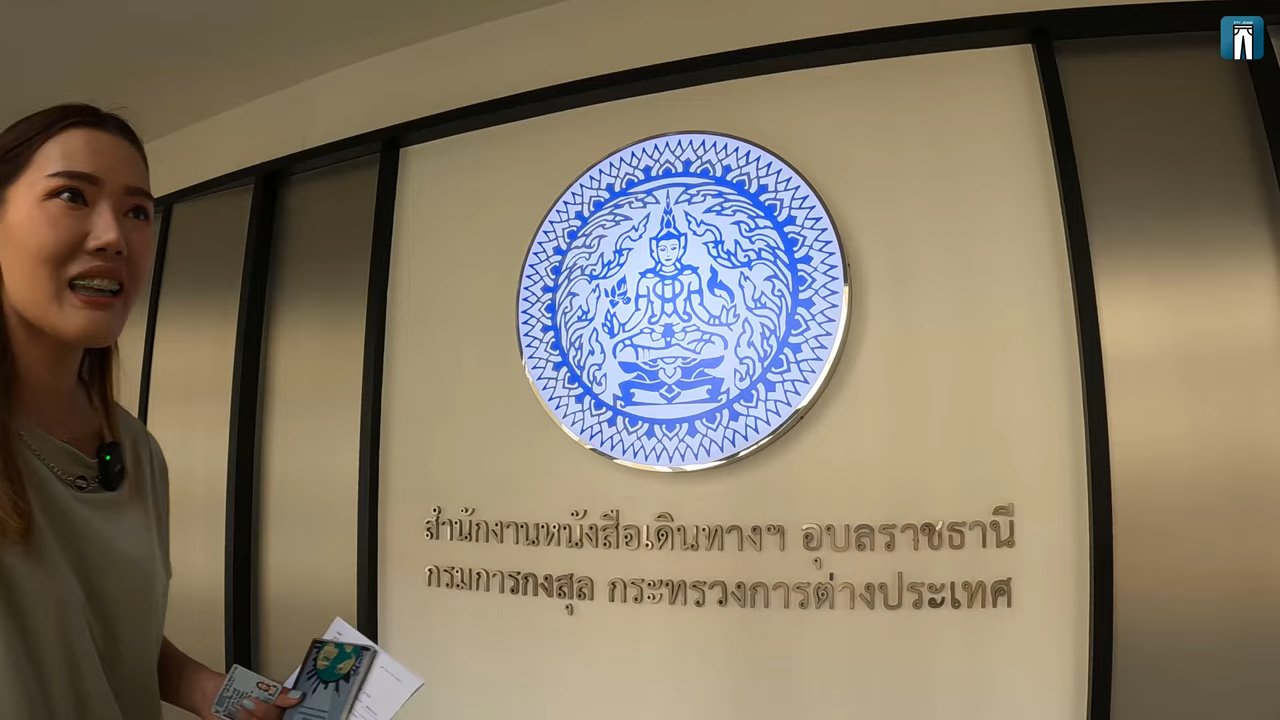 สำนักงานหนังสือเดินทางฯ อุบลราชธานี
กรมการกงสุล กระทรวงการต่างประเทศ